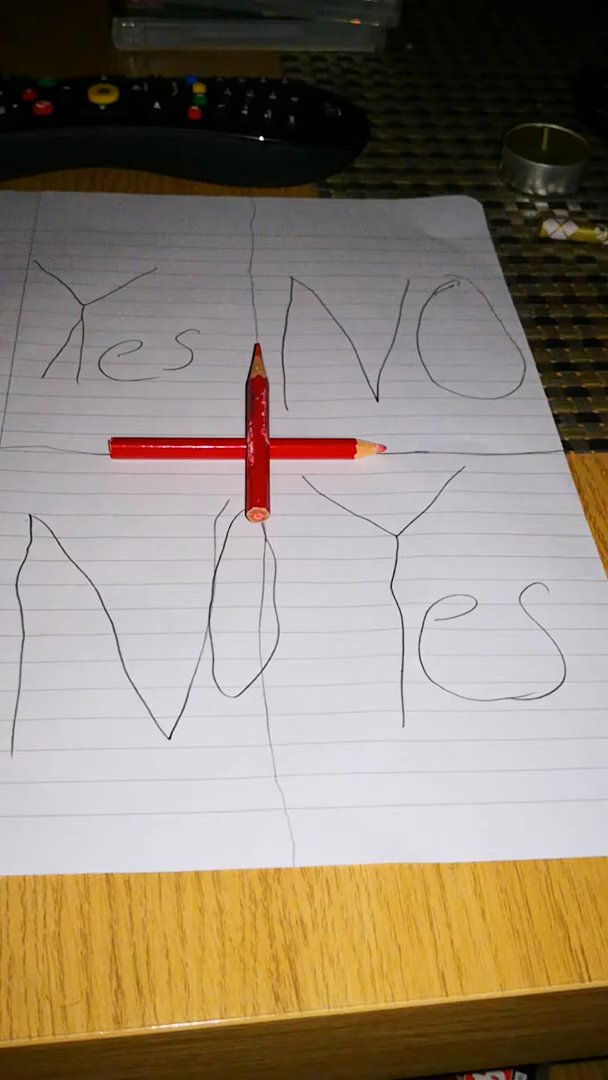 Yes NO
NO Yes